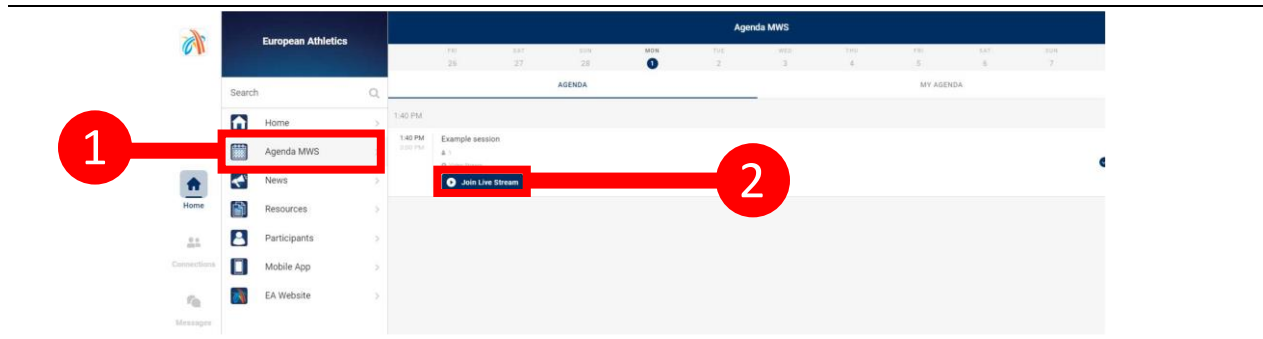 European Athletics
Agenda MWS
FRI SAT SUN MON TUE WED THU FRI SAT SUN
26 27 28 1 2 3 4 5 6 7
Search
AGENDA
MY AGENDA
Home
1:40 PM
Agenda MWS
1:40 PM
Example session
1
Join Live Stream
2
News
Home
Resources
Participants
Connections
Mobile App
EA Website
Messages